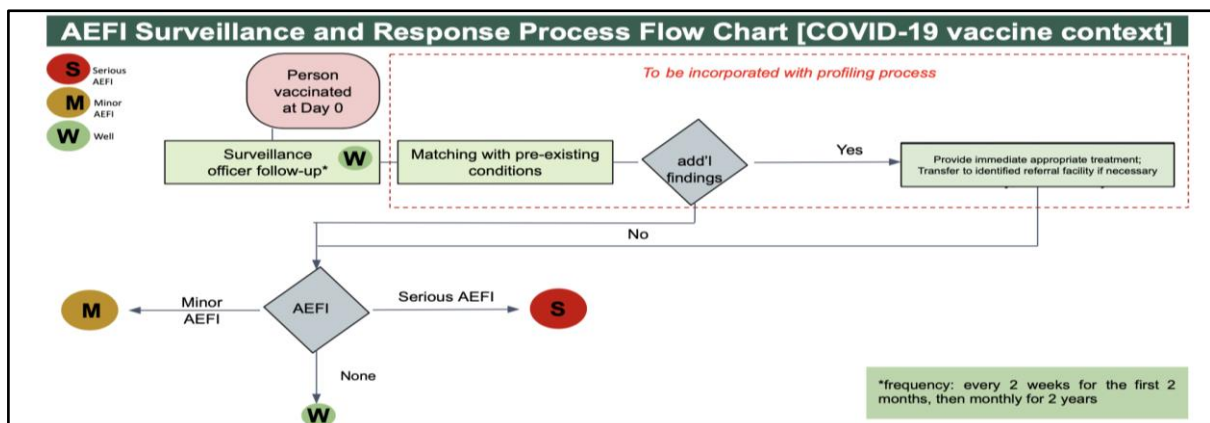 AEFI Surveillance and Response Process Flow Chart [COVID-19 vaccine context]
S
Serious
AEFI
M
Minor
AEFI
W
Well
Person
vaccinated
at Day 0
To be incorporated with profiling process
Surveillance
officer follow-up*
W
Matching with pre-existing
conditions
add'l
findings
Yes
Provide immediate appropriate treatment;
Transfer to identified referral facility if necessary
No
M
Minor
AEFI
AEFI
Serious AEFI
S
None
W
*frequency: every 2 weeks for the first 2
months, then monthly for 2 years